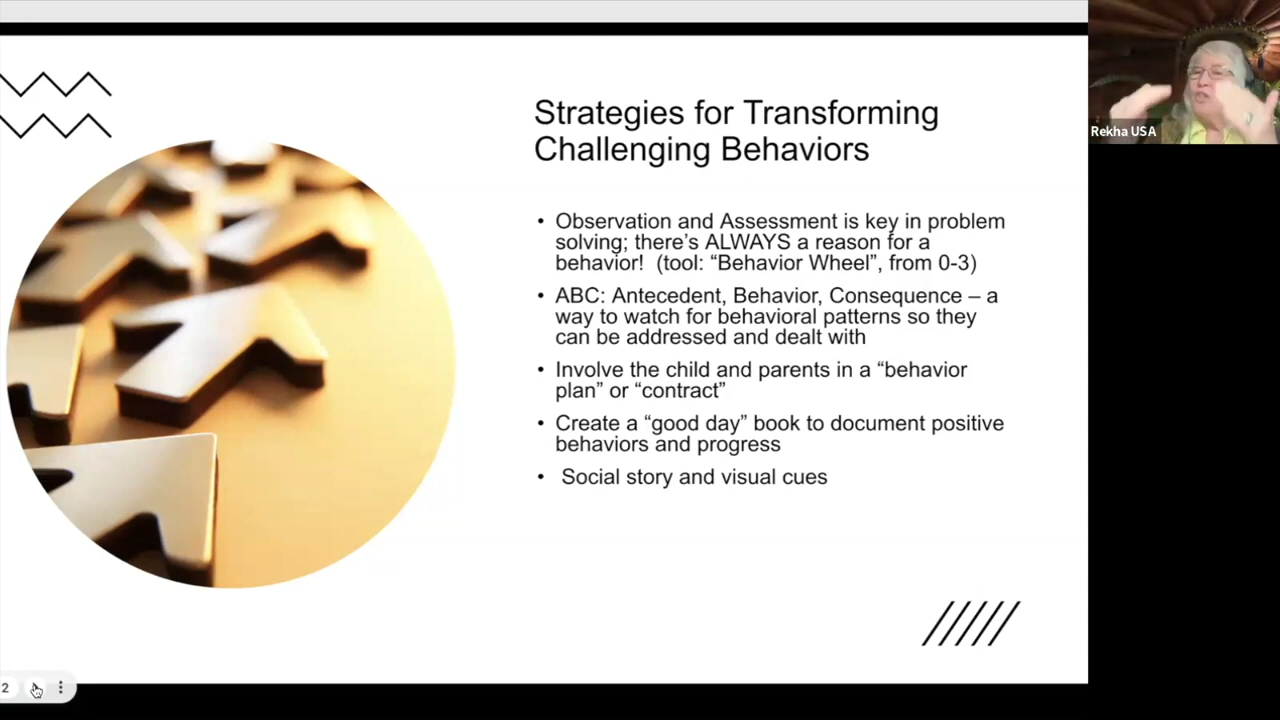 Strategies for Transforming
Challenging Behaviors
• Observation and Assessment is key in problem
solving; there’s ALWAYS a reason for a
behavior!  (tool: “Behavior Wheel”, from 0-3)
• ABC: Antecedent, Behavior, Consequence – a
way to watch for behavioral patterns so they
can be addressed and dealt with
• Involve the child and parents in a “behavior
plan” or “contract”
• Create a “good day” book to document positive
behaviors and progress
• Social story and visual cues
Rekha USA
2